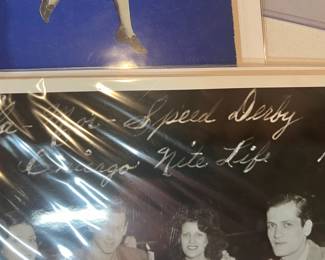 Speed Derby
Chicago Nite Life